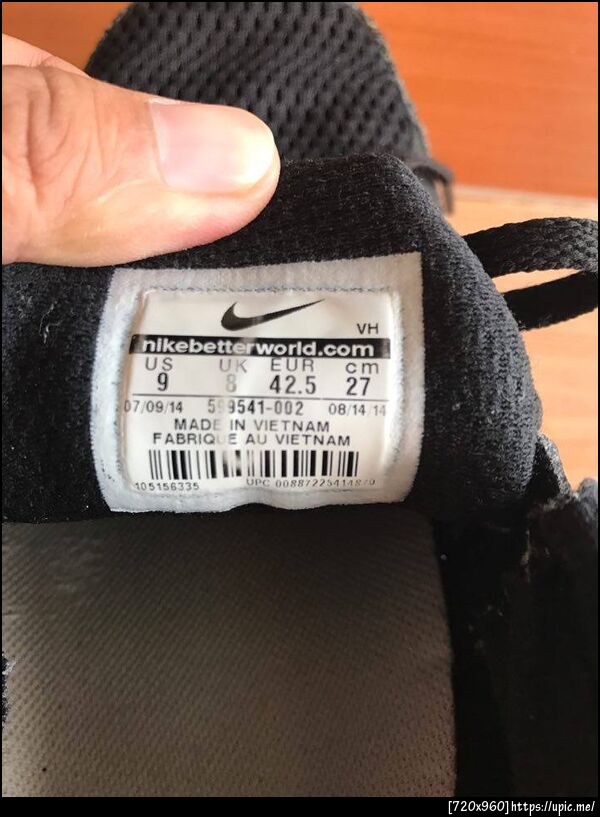 VH
nikebetterworld.com
US UK EUR cm
9 8 42.5 27
07/09/14 599541-002 08/14/14
MADE IN VIETNAM
FABRIQUE AU VIETNAM
105156335 UPC
[720x960]https://upic.me/